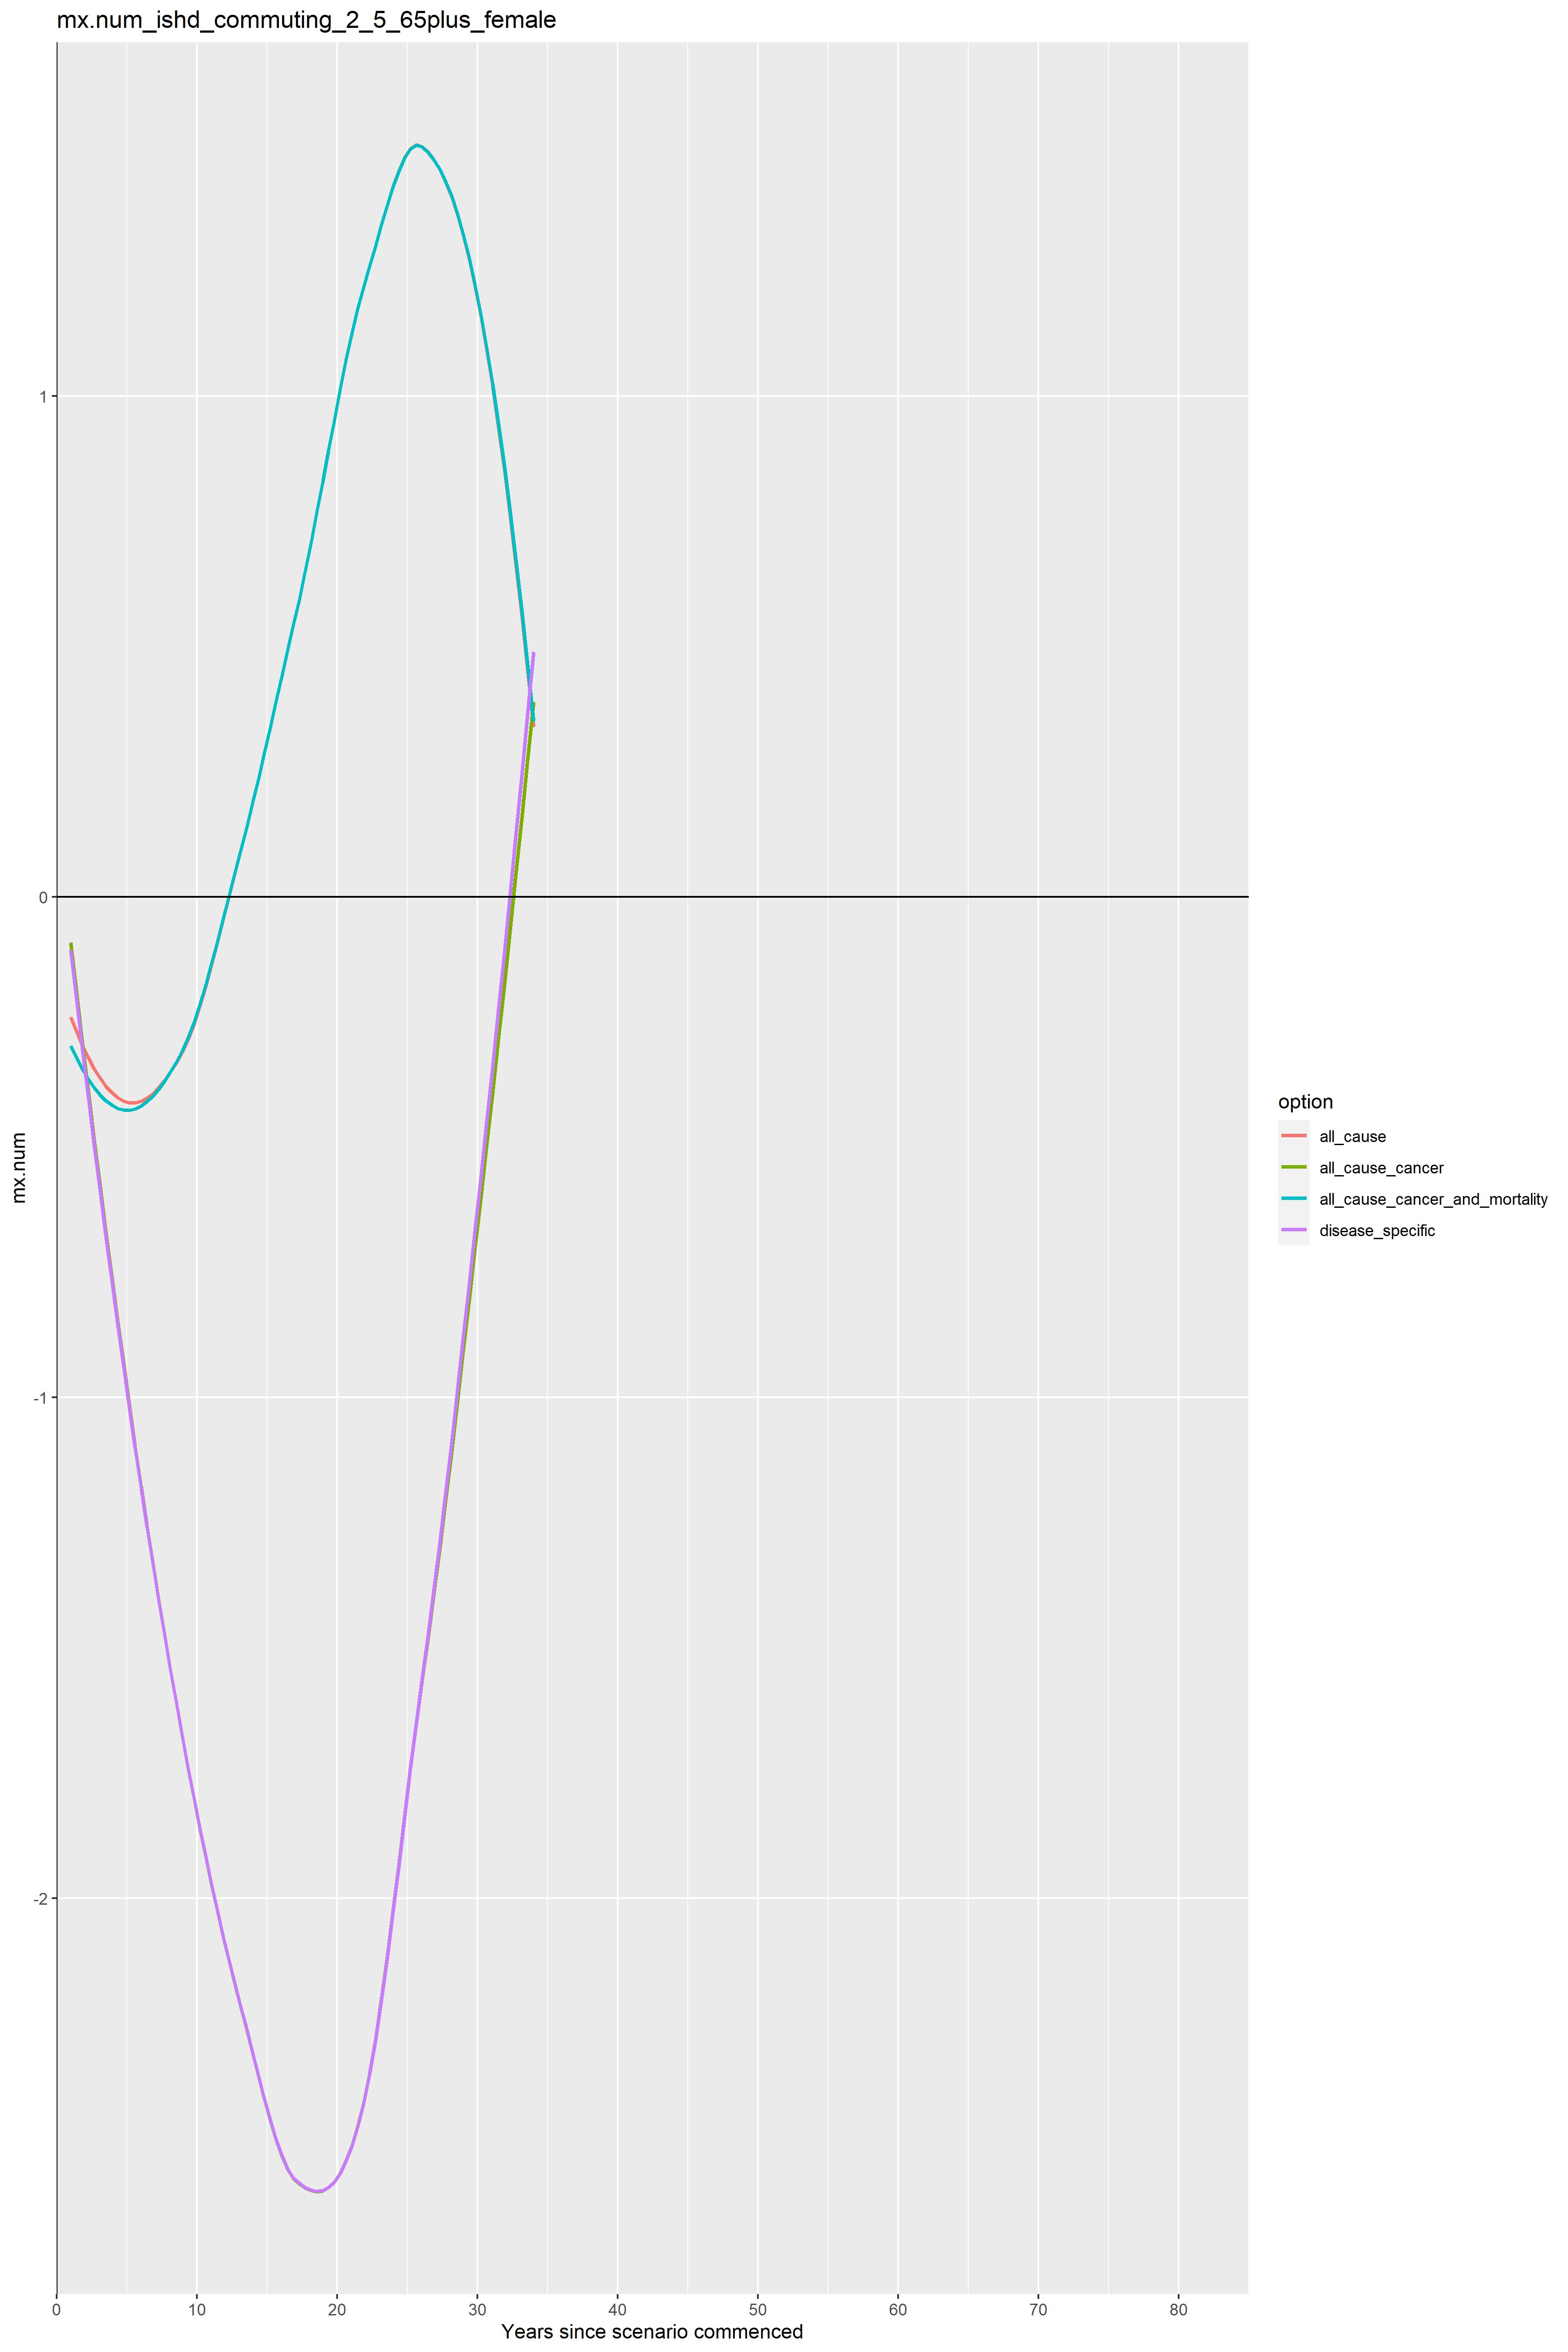 mx.num_ishd_commuting_2_5_65plus_female
1
0
-1
-2
mx.num
0 10 20 30 40 50 60 70 80
Years since scenario commenced
option
all_cause
all_cause_cancer
all_cause_cancer_and_mortality
disease_specific